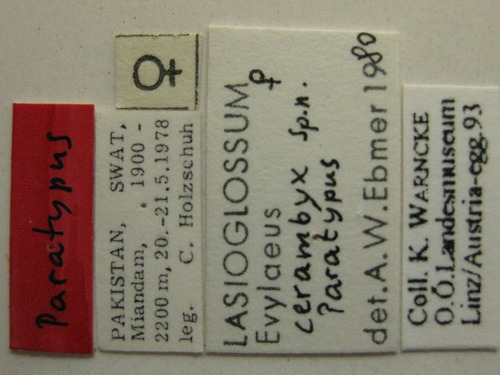 Paratypus
♀
PAKISTAN, SWAT,
Miandam, 1900 -
2200 m, 20.-21.5.1978
leg. C. Holzschuh
LASIOGLOSSUM ♀
Evylaeus
cerambyx sp.n.
Paratypus
det. A.W. Ebmer 1980
Coll. K. WARNCKE
O.Ö.Landesmuseum
Linz/Austria-egg.93